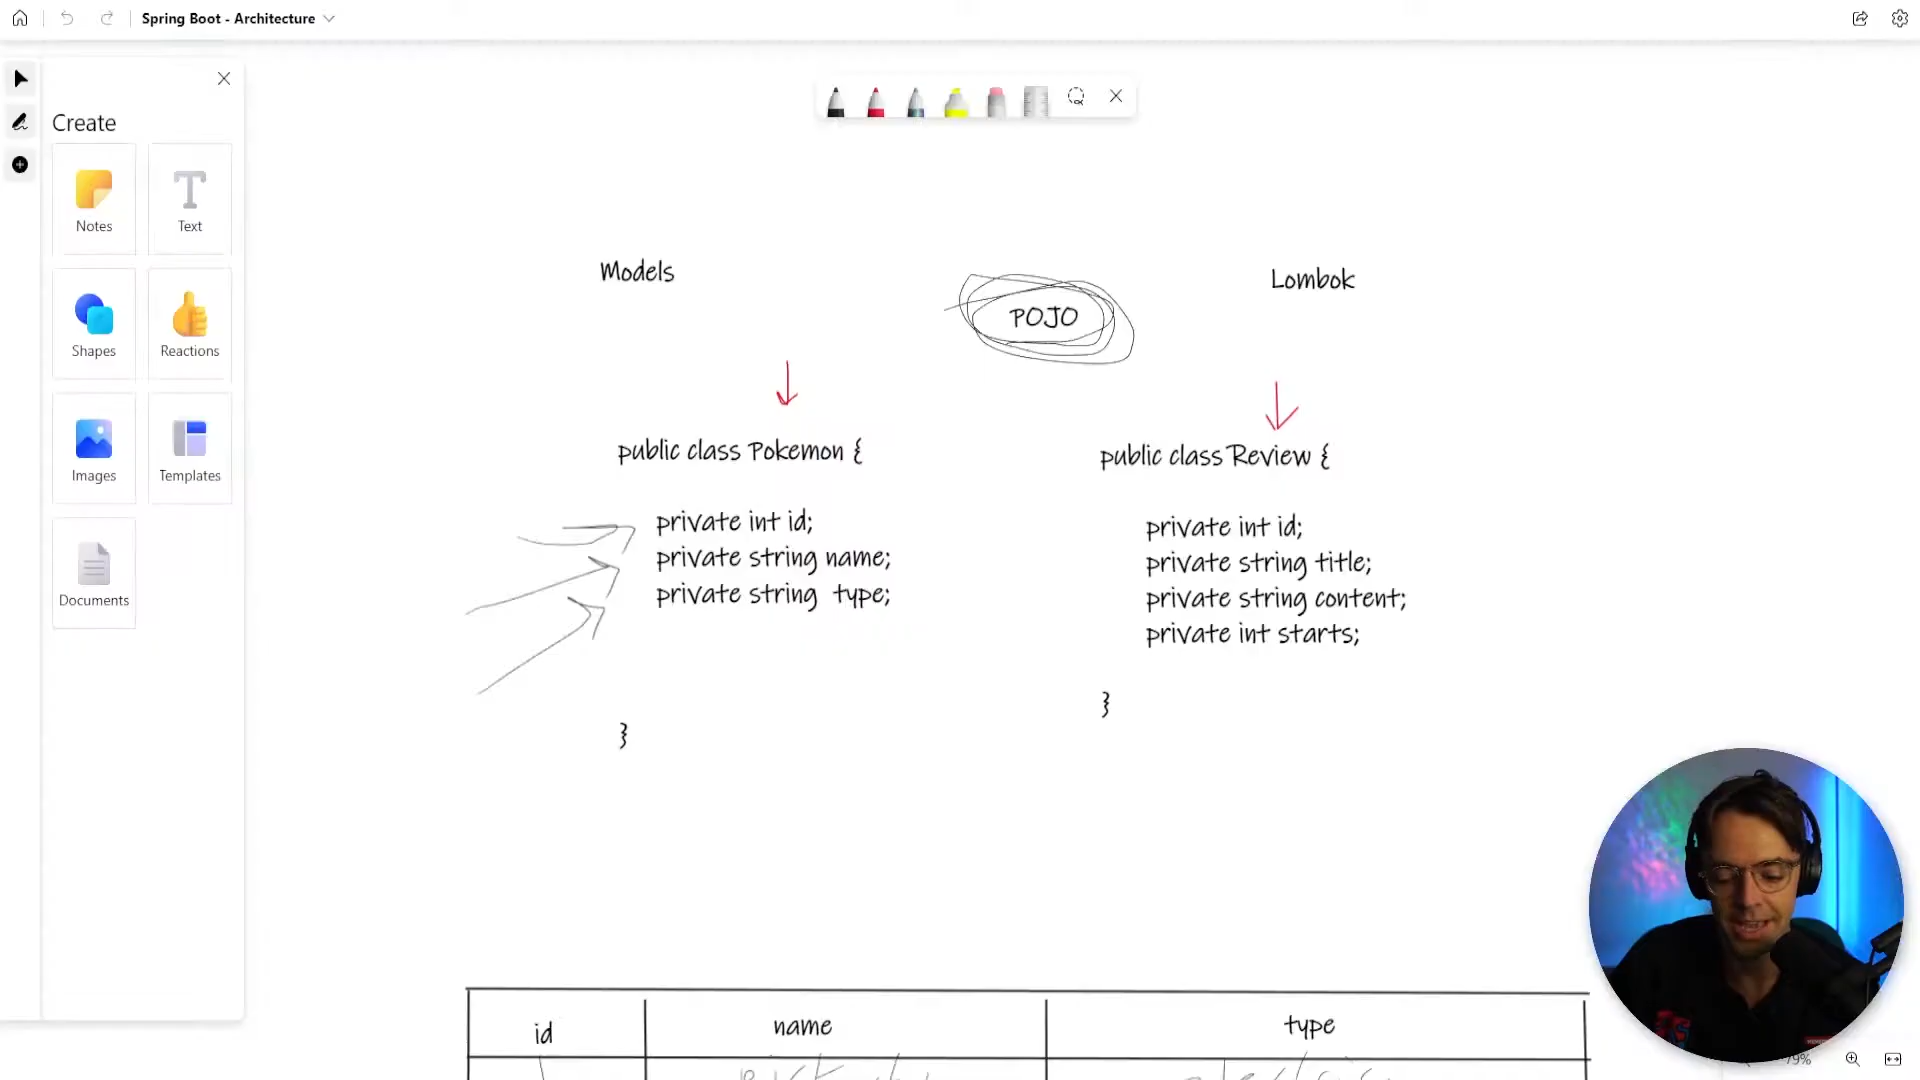 Spring Boot - Architecture
Create
Notes
Text
Shapes
Reactions
Images
Templates
Documents
Models
POJO
Lombok
public class Pokemon {
private int id;
private string name;
private string type;
}
public class Review {
private int id;
private string title;
private string content;
private int starts;
}
id
name
type
79%